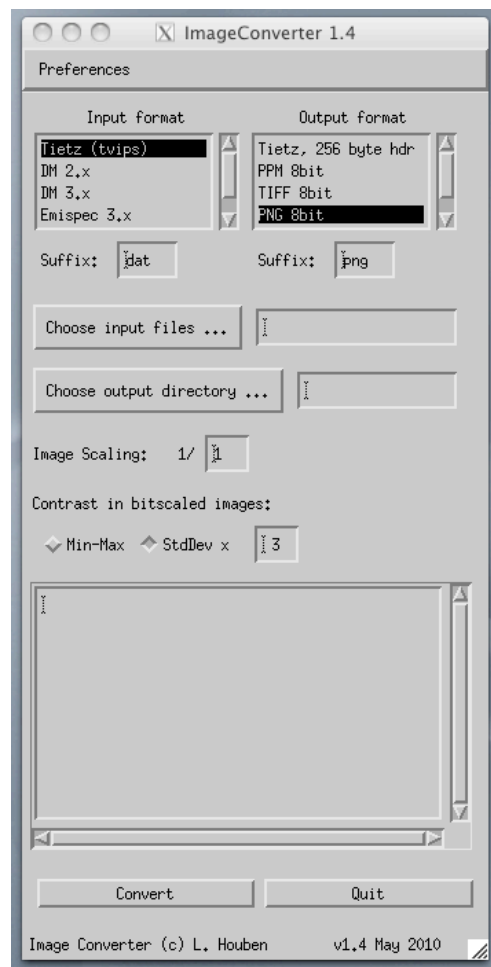 X ImageConverter 1.4
Preferences
Input format Output format
Tietz (tvips) Tietz, 256 byte hdr
DM 2.x PPM 8bit
DM 3.x TIFF 8bit
Emispec 3.x PNG 8bit
Suffix: dat Suffix: png
Choose input files ...
Choose output directory ...
Image Scaling: 1/ 1
Contrast in bitscaled images:
Min-Max StdDev x 3
Convert Quit
Image Converter (c) L. Houben v1.4 May 2010